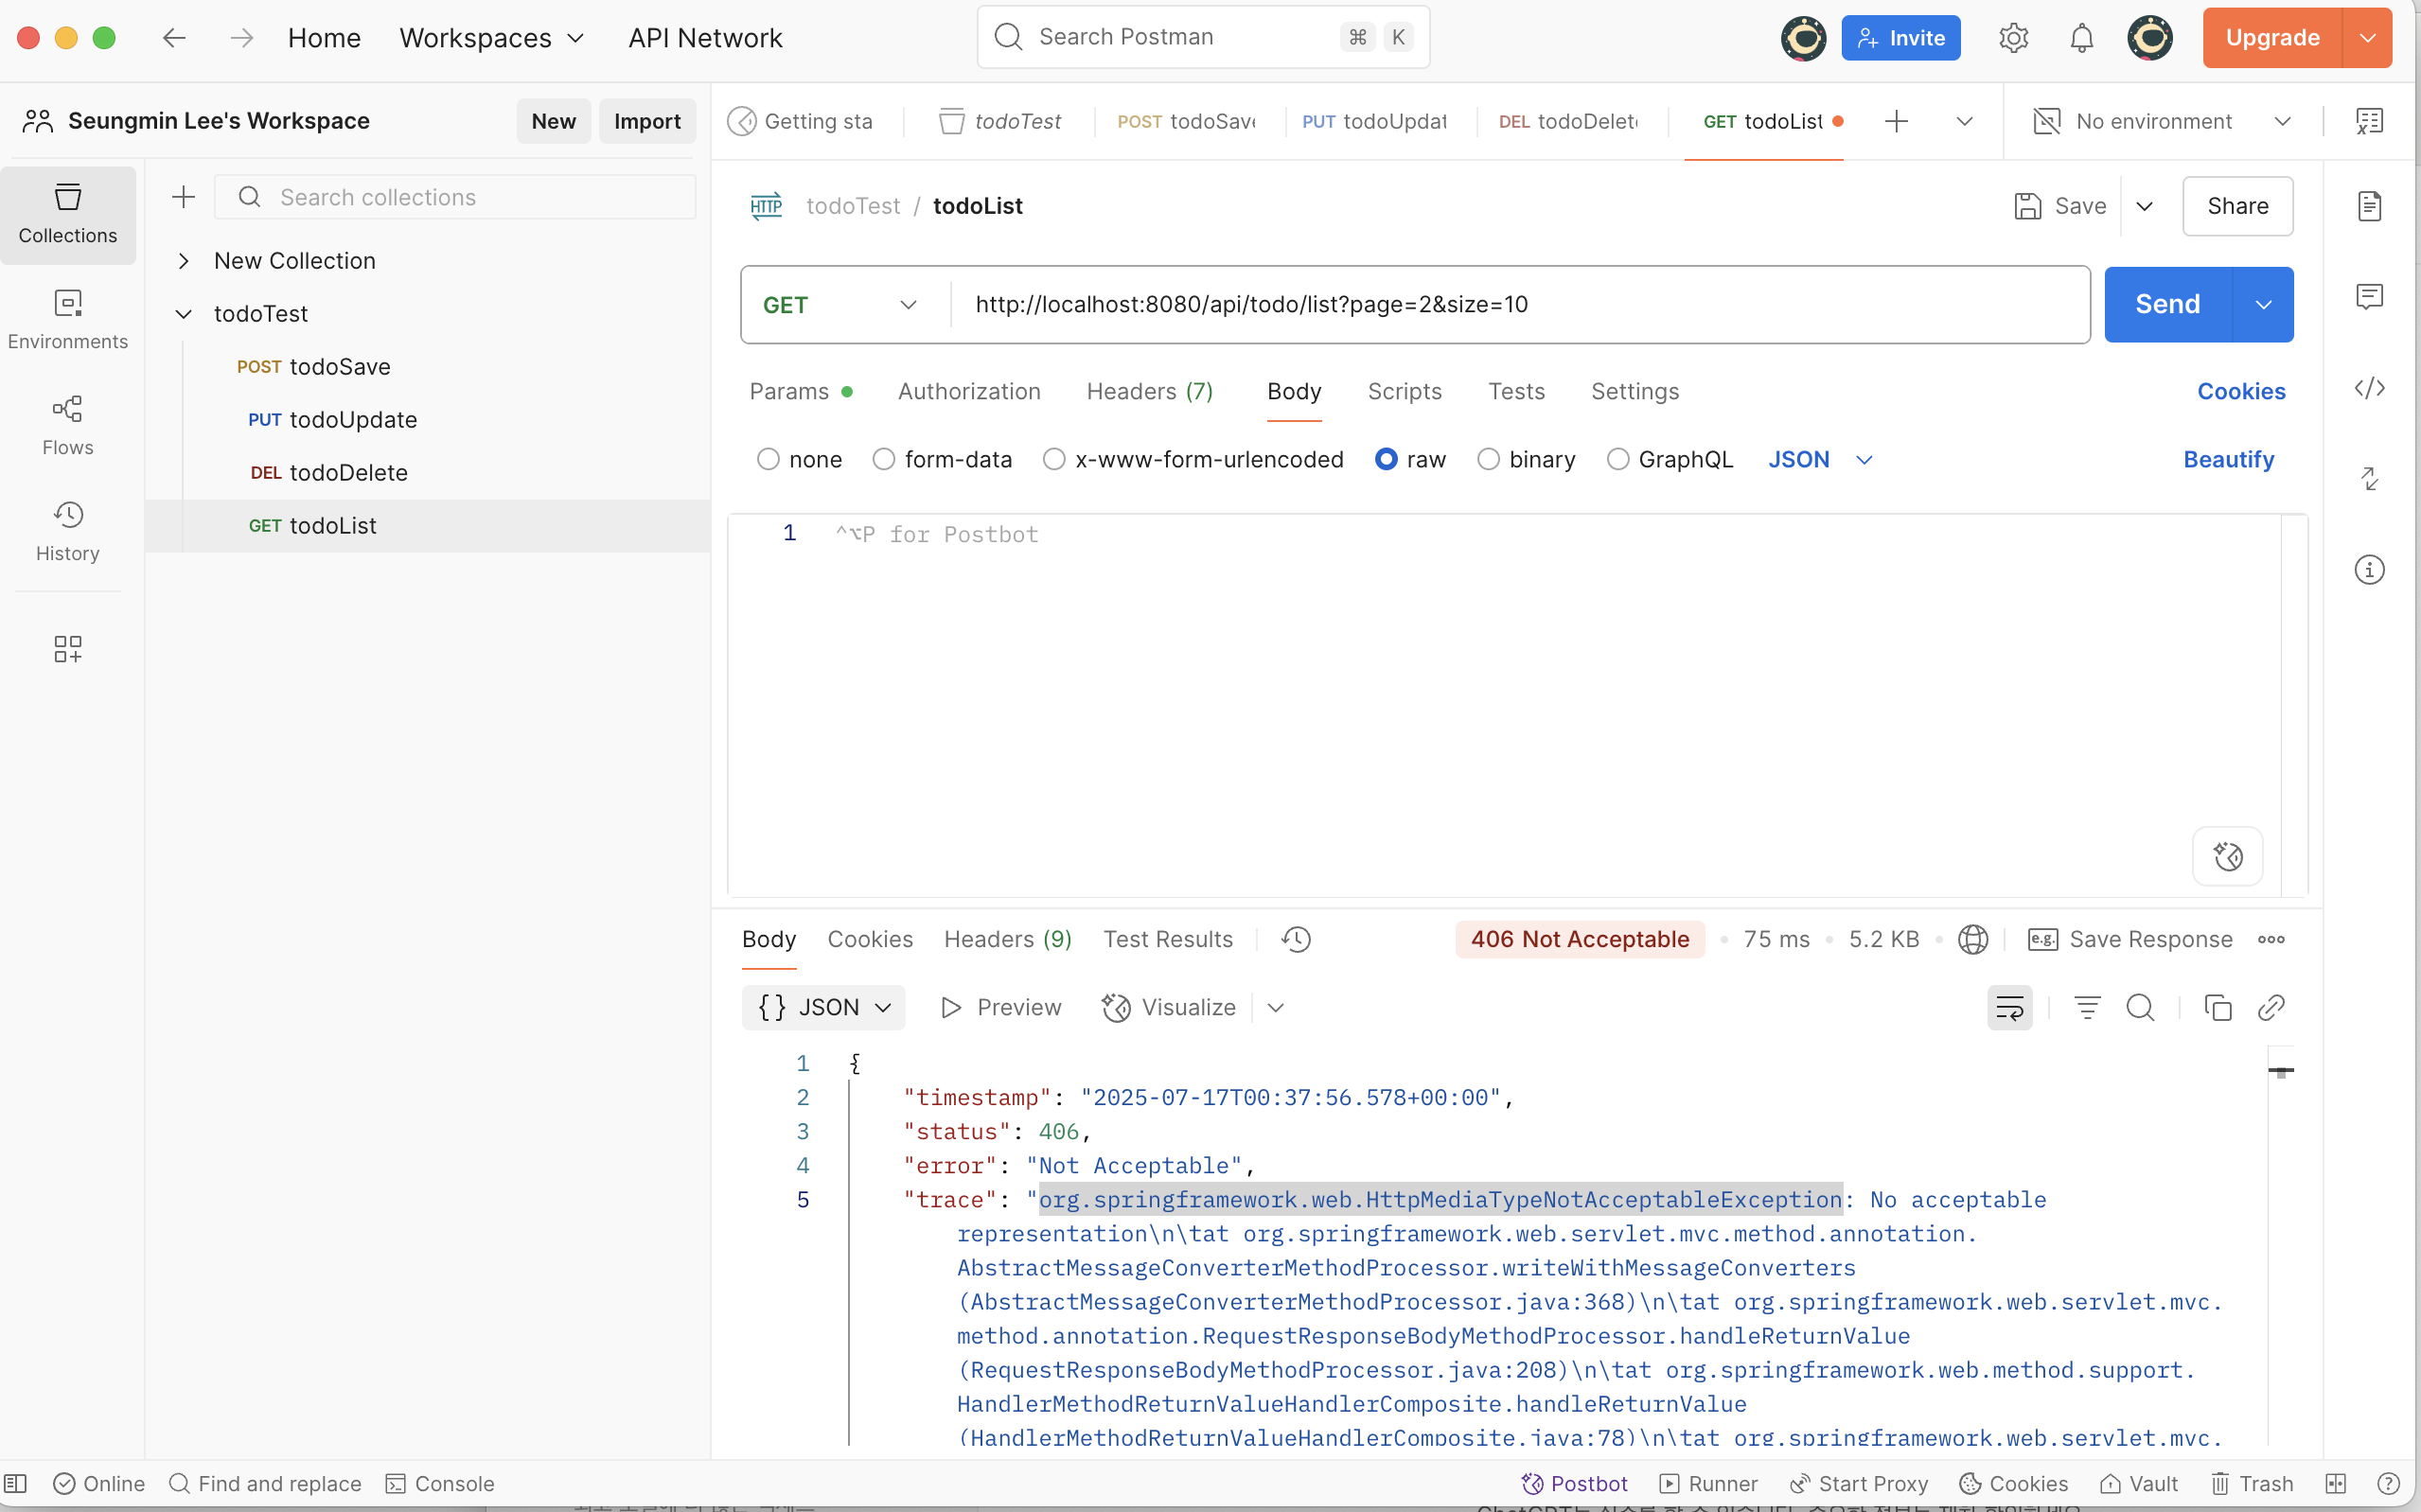 Home Workspaces API Network Search Postman ⌘ K Invite Upgrade
Seungmin Lee's Workspace New Import
Getting sta todoTest POST todoSave PUT todoUpdat DEL todoDelet GET todoList No environment
Collections
Environments
Flows
History
Search collections
New Collection
todoTest
POST todoSave
PUT todoUpdate
DEL todoDelete
GET todoList
HTTP todoTest / todoList Save Share
GET http://localhost:8080/api/todo/list?page=2&size=10 Send
Params Authorization Headers (7) Body Scripts Tests Settings Cookies
none form-data x-www-form-urlencoded raw binary GraphQL JSON Beautify
1 ^⌥P for Postbot
Body Cookies Headers (9) Test Results 406 Not Acceptable 75 ms 5.2 KB e.g. Save Response
{} JSON Preview Visualize
1 {
2 "timestamp": "2025-07-17T00:37:56.578+00:00",
3 "status": 406,
4 "error": "Not Acceptable",
5 "trace": "org.springframework.web.HttpMediaTypeNotAcceptableException: No acceptable
representation\n\tat org.springframework.web.servlet.mvc.method.annotation.
AbstractMessageConverterMethodProcessor.writeWithMessageConverters
(AbstractMessageConverterMethodProcessor.java:368)\n\tat org.springframework.web.servlet.mvc.
method.annotation.RequestResponseBodyMethodProcessor.handleReturnValue
(RequestResponseBodyMethodProcessor.java:208)\n\tat org.springframework.web.method.support.
HandlerMethodReturnValueHandlerComposite.handleReturnValue
(HandlerMethodReturnValueHandlerComposite.java:78)\n\tat org.springframework.web.servlet.mvc.
Online Find and replace Console Postbot Runner Start Proxy Cookies Vault Trash